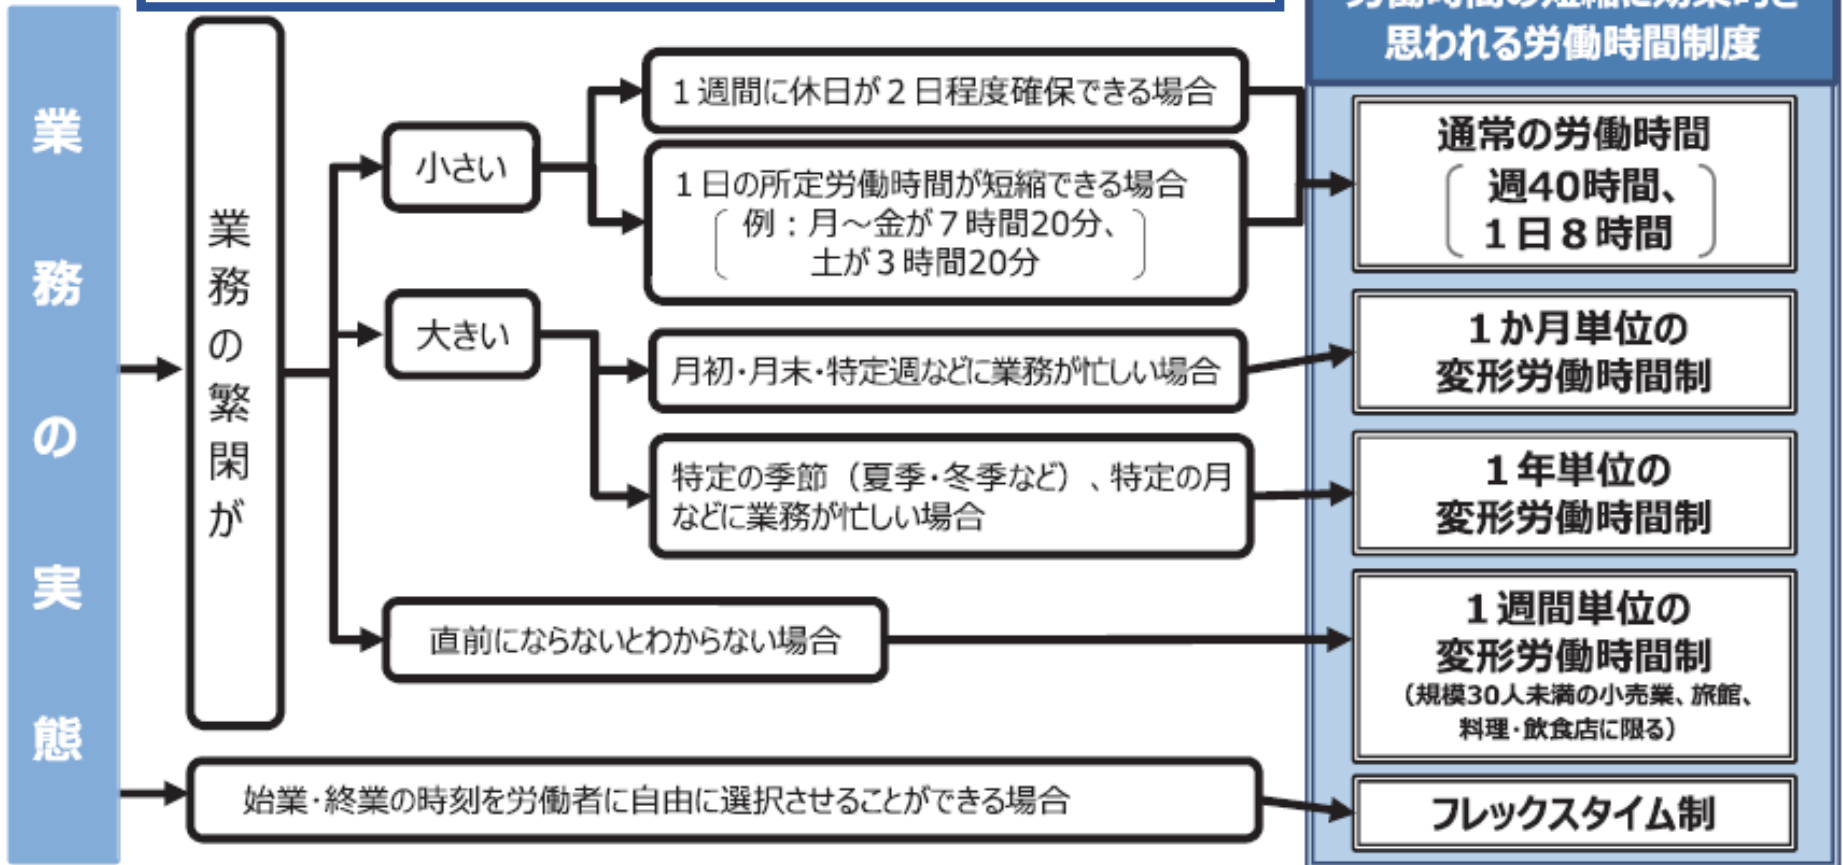 業務の実態
業務の繁閑が
小さい
１週間に休日が２日程度確保できる場合
１日の所定労働時間が短縮できる場合
例：月～金が７時間20分、
土が３時間20分
大きい
月初・月末・特定週などに業務が忙しい場合
特定の季節（夏季・冬季など）、特定の月
などに業務が忙しい場合
直前にならないとわからない場合
始業・終業の時刻を労働者に自由に選択させることができる場合
労働時間の短縮に効果的と
思われる労働時間制度
通常の労働時間
週40時間、
１日８時間
１か月単位の
変形労働時間制
１年単位の
変形労働時間制
１週間単位の
変形労働時間制
（規模30人未満の小売業、旅館、
料理・飲食店に限る）
フレックスタイム制